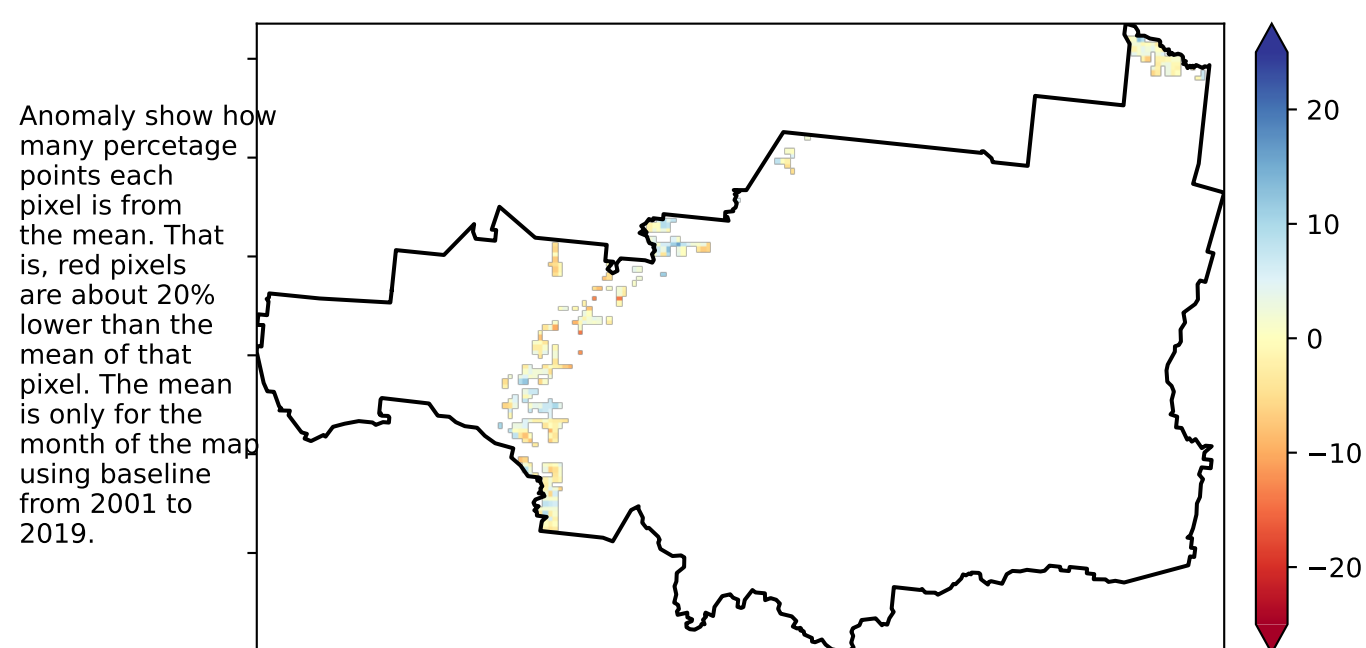 Anomaly show how
many percetage
points each
pixel is from
the mean. That
is, red pixels
are about 20%
lower than the
mean of that
pixel. The mean
is only for the
month of the map
using baseline
from 2001 to
2019.
20
10
0
−10
−20